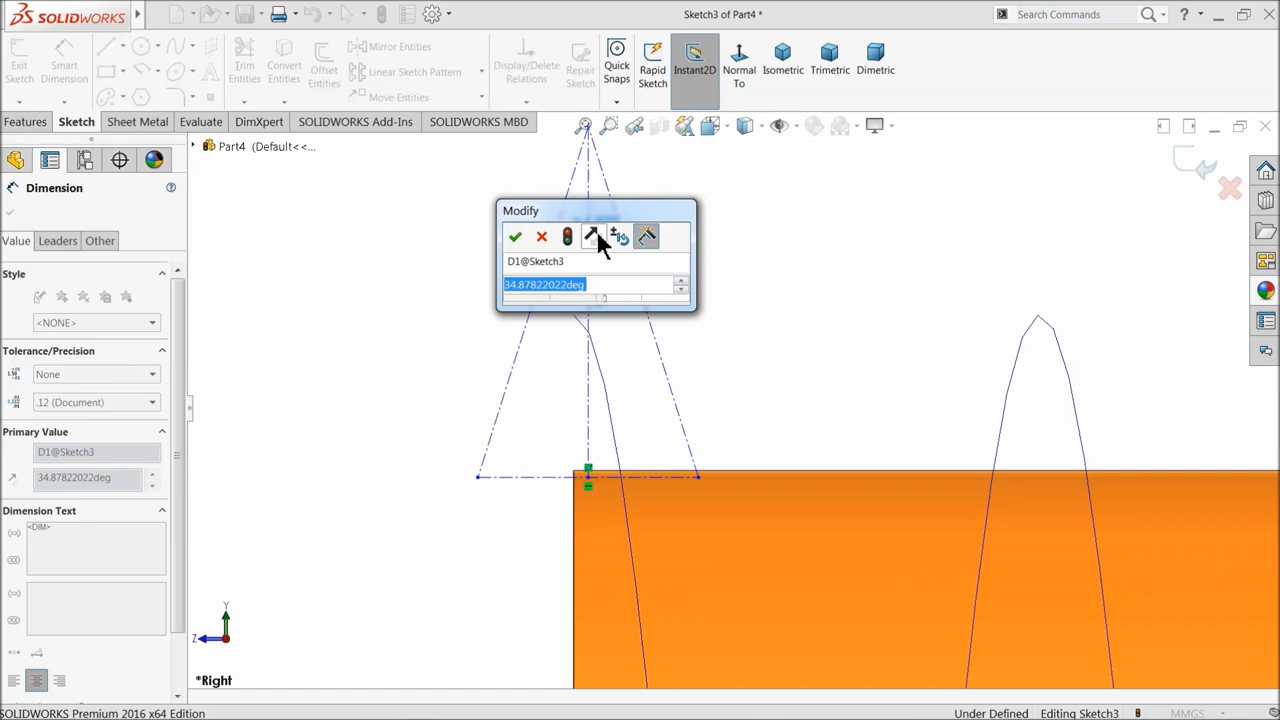 SOLIDWORKS
Sketch3 of Part4 *
Search Commands
Exit
Sketch
Smart
Dimension
Trim
Entities
Convert
Entities
Offset
Entities
Mirror Entities
Linear Sketch Pattern
Move Entities
Display/Delete
Relations
Repair
Sketch
Quick
Snaps
Rapid
Sketch
Instant2D
Normal
To
Isometric
Trimetric
Dimetric
Features
Sketch
Sheet Metal
Evaluate
DimXpert
SOLIDWORKS Add-Ins
SOLIDWORKS MBD
Part4 (Default<<...
Dimension
Value
Leaders
Other
Style
<NONE>
Tolerance/Precision
None
.12 (Document)
Primary Value
D1@Sketch3
34.87822022deg
Dimension Text
<DIM>
Modify
D1@Sketch3
34.87822022deg
Y
Z
*Right
SOLIDWORKS Premium 2016 x64 Edition
Under Defined
Editing Sketch3
MMGS